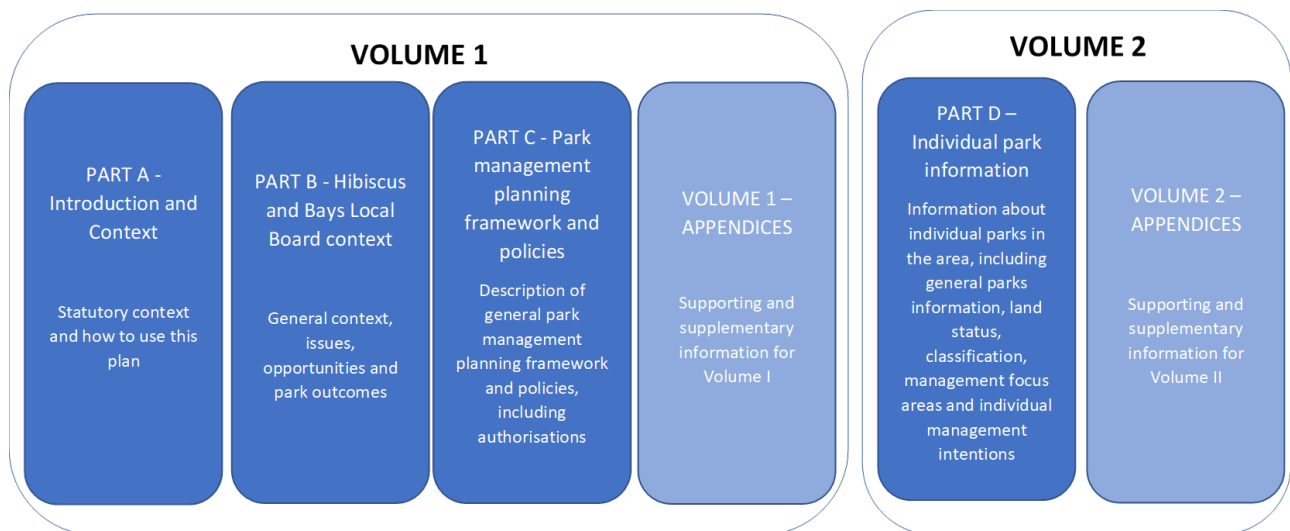 VOLUME 1
PART A -
Introduction and
Context
Statutory context
and how to use this
plan
PART B - Hibiscus
and Bays Local
Board context
General context,
issues,
opportunities and
park outcomes
PART C - Park
management
planning
framework and
policies
Description of
general park
management
planning framework
and policies,
including
authorisations
VOLUME 1 –
APPENDICES
Supporting and
supplementary
information for
Volume I
VOLUME 2
PART D –
Individual park
information
Information about
individual parks in
the area, including
general parks
information, land
status,
classification,
management focus
areas and individual
management
intentions
VOLUME 2 –
APPENDICES
Supporting and
supplementary
information for
Volume II